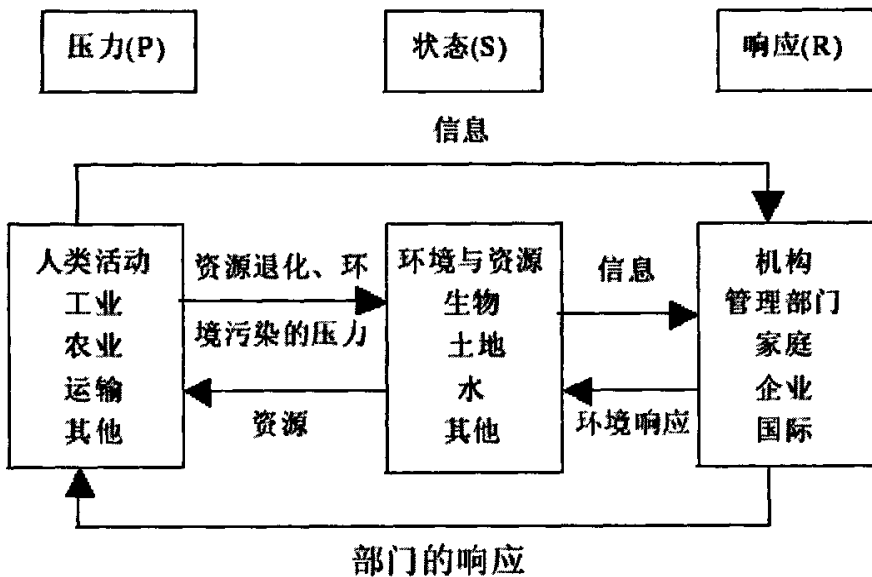 压力(P)
状态(S)
响应(R)
信息
人类活动
工业
农业
运输
其他
资源退化、环
境污染的压力
资源
环境与资源
生物
土地
水
其他
信息
环境响应
机构
管理部门
家庭
企业
国际
部门的响应